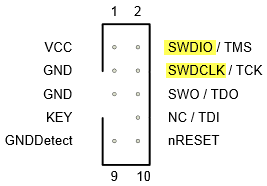 1 2
VCC SWDIO / TMS
GND SWDCLK / TCK
GND SWO / TDO
KEY NC / TDI
GNDDetect nRESET
9 10